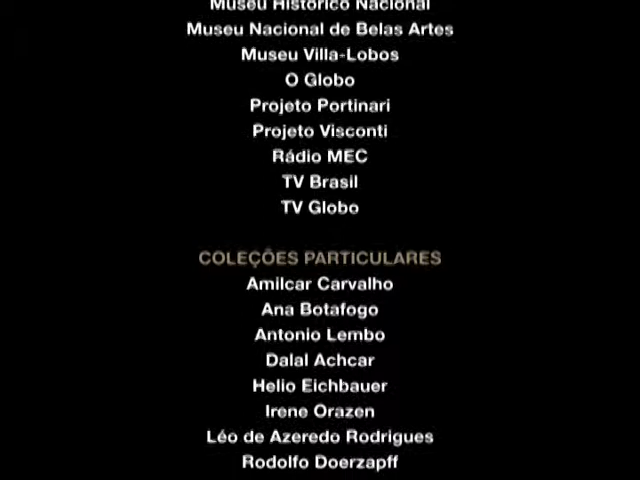 Museu Histórico Nacional
Museu Nacional de Belas Artes
Museu Villa-Lobos
O Globo
Projeto Portinari
Projeto Visconti
Rádio MEC
TV Brasil
TV Globo
COLEÇÕES PARTICULARES
Amilcar Carvalho
Ana Botafogo
Antonio Lembo
Dalal Achcar
Helio Eichbauer
Irene Orazen
Léo de Azeredo Rodrigues
Rodolfo Doerzapff